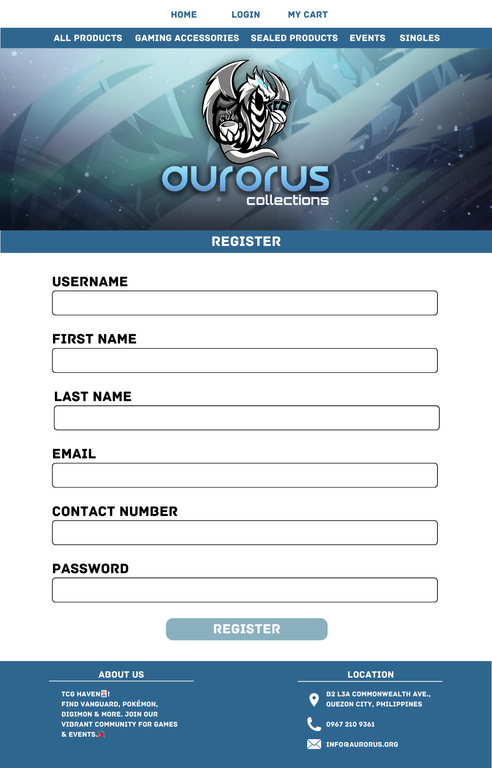 HOME LOGIN MY CART
ALL PRODUCTS GAMING ACCESSORIES SEALED PRODUCTS EVENTS SINGLES
aurorus
collections
REGISTER
USERNAME
FIRST NAME
LAST NAME
EMAIL
CONTACT NUMBER
PASSWORD
REGISTER
ABOUT US
TCG HAVEN🎴!
FIND VANGUARD, POKÉMON,
DIGIMON & MORE. JOIN OUR
VIBRANT COMMUNITY FOR GAMES
& EVENTS.
LOCATION
B2 L3A COMMONWEALTH AVE.,
QUEZON CITY, PHILIPPINES
0967 210 9361
INFO@AURORUS.ORG